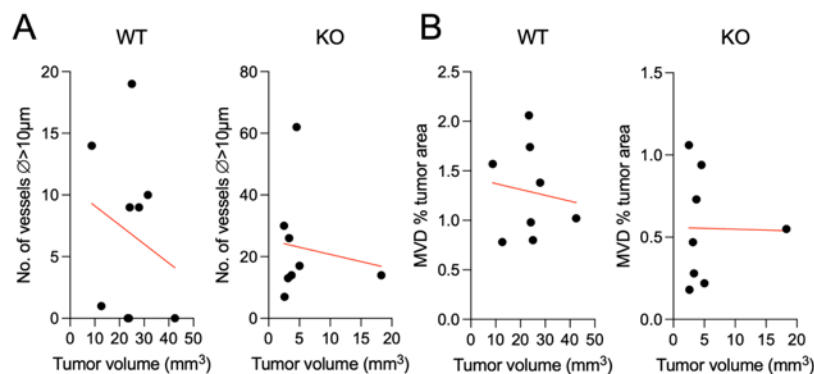 A
WT
KO
B
WT
KO
No. of vessels Ø>10µm
20
15
10
5
0
0 10 20 30 40 50
Tumor volume (mm³)
No. of vessels Ø>10µm
80
60
40
20
0
0 5 10 15 20
Tumor volume (mm³)
MVD % tumor area
2.5
2.0
1.5
1.0
0.5
0.0
0 10 20 30 40 50
Tumor volume (mm³)
MVD % tumor area
1.5
1.0
0.5
0.0
0 5 10 15 20
Tumor volume (mm³)